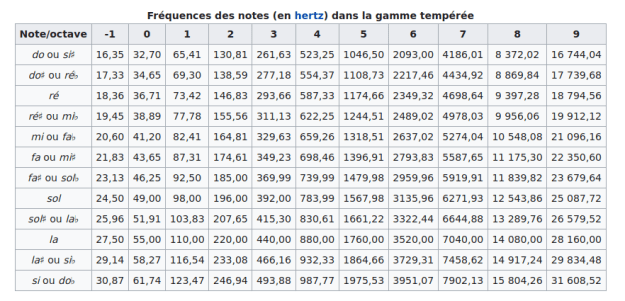 Fréquences des notes (en hertz) dans la gamme tempérée
Note/octave -1 0 1 2 3 4 5 6 7 8 9
do ou si♯ 16,35 32,70 65,41 130,81 261,63 523,25 1046,50 2093,00 4186,01 8 372,02 16 744,04
do♯ ou ré♭ 17,33 34,65 69,30 138,59 277,18 554,37 1108,73 2217,46 4434,92 8 869,84 17 739,68
ré 18,36 36,71 73,42 146,83 293,66 587,33 1174,66 2349,32 4698,64 9 397,28 18 794,56
ré♯ ou mi♭ 19,45 38,89 77,78 155,56 311,13 622,25 1244,51 2489,02 4978,03 9 956,06 19 912,12
mi ou fa♭ 20,60 41,20 82,41 164,81 329,63 659,26 1318,51 2637,02 5274,04 10 548,08 21 096,16
fa ou mi♯ 21,83 43,65 87,31 174,61 349,23 698,46 1396,91 2793,83 5587,65 11 175,30 22 350,60
fa♯ ou sol♭ 23,13 46,25 92,50 185,00 369,99 739,99 1479,98 2959,96 5919,91 11 839,82 23 679,64
sol 24,50 49,00 98,00 196,00 392,00 783,99 1567,98 3135,96 6271,93 12 543,86 25 087,72
sol♯ ou la♭ 25,96 51,91 103,83 207,65 415,30 830,61 1661,22 3322,44 6644,88 13 289,76 26 579,52
la 27,50 55,00 110,00 220,00 440,00 880,00 1760,00 3520,00 7040,00 14 080,00 28 160,00
la♯ ou si♭ 29,14 58,27 116,54 233,08 466,16 932,33 1864,66 3729,31 7458,62 14 917,24 29 834,48
si ou do♭ 30,87 61,74 123,47 246,94 493,88 987,77 1975,53 3951,07 7902,13 15 804,26 31 608,52